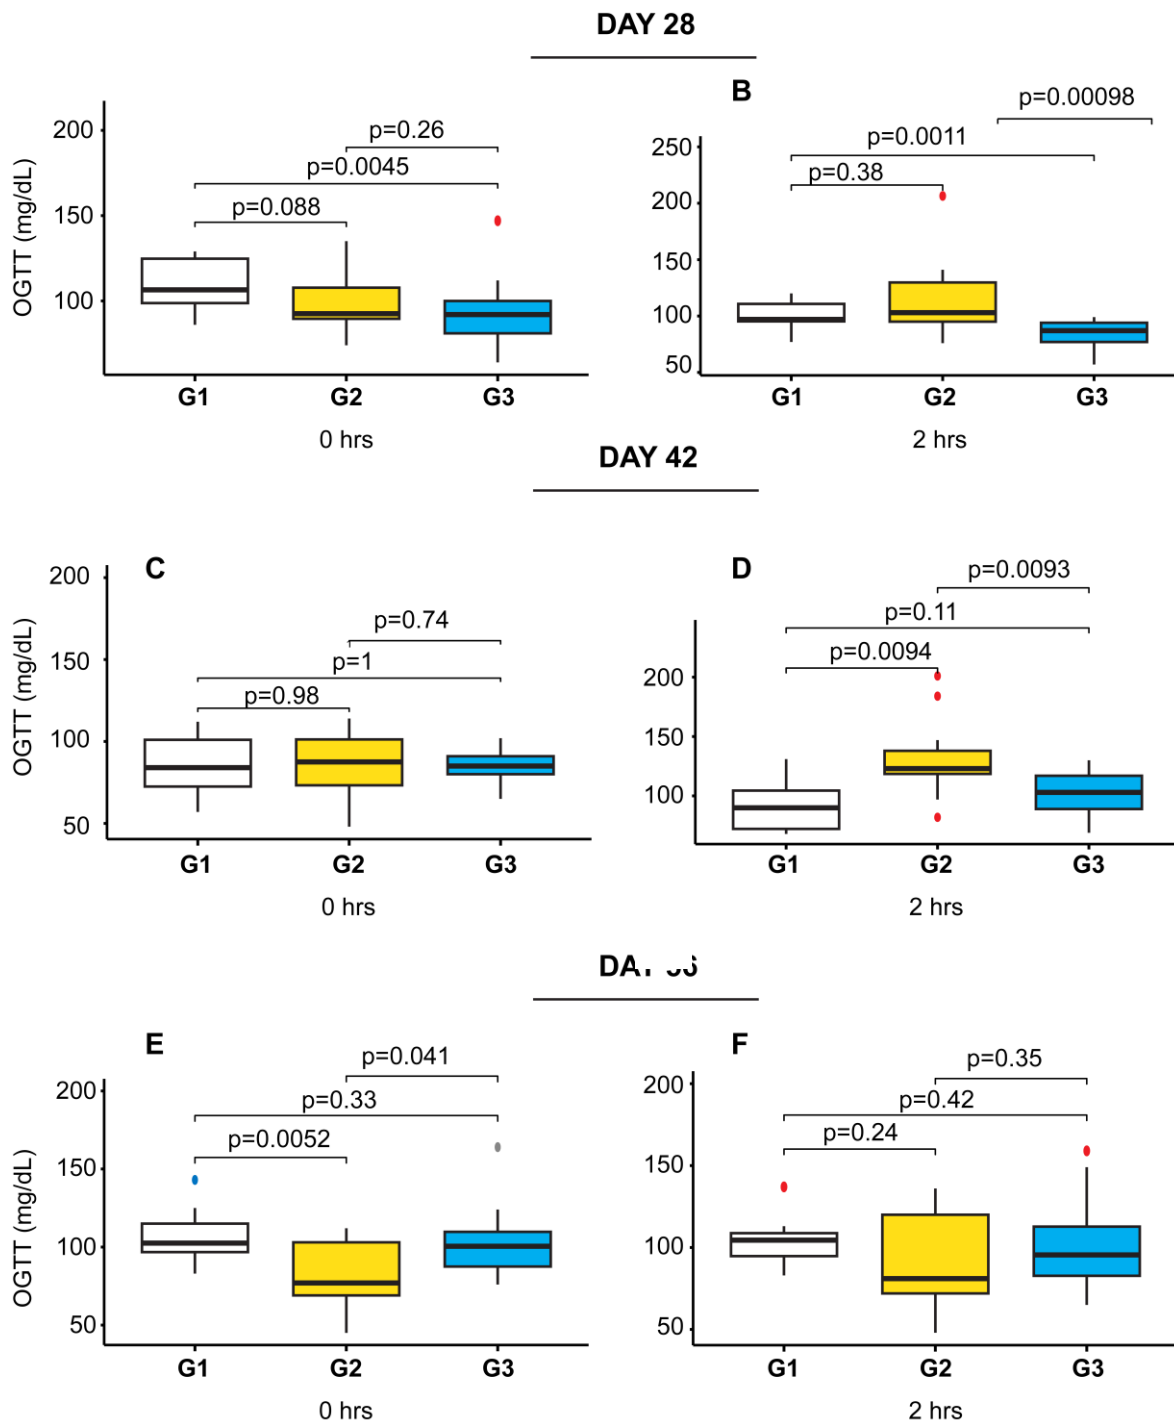 DAY 28
B
p=0.26
p=0.0045
p=0.088
p=0.00098
p=0.0011
p=0.38
OGTT (mg/dL)
200
150
100
250
200
150
100
50
G1 G2 G3
0 hrs
G1 G2 G3
2 hrs
DAY 42
C
p=0.74
p=1
p=0.98
D
p=0.0093
p=0.11
p=0.0094
OGTT (mg/dL)
200
150
100
50
200
150
100
G1 G2 G3
0 hrs
G1 G2 G3
2 hrs
E
p=0.041
p=0.33
p=0.0052
F
p=0.35
p=0.42
p=0.24
OGTT (mg/dL)
200
150
100
50
200
150
100
50
G1 G2 G3
0 hrs
G1 G2 G3
2 hrs